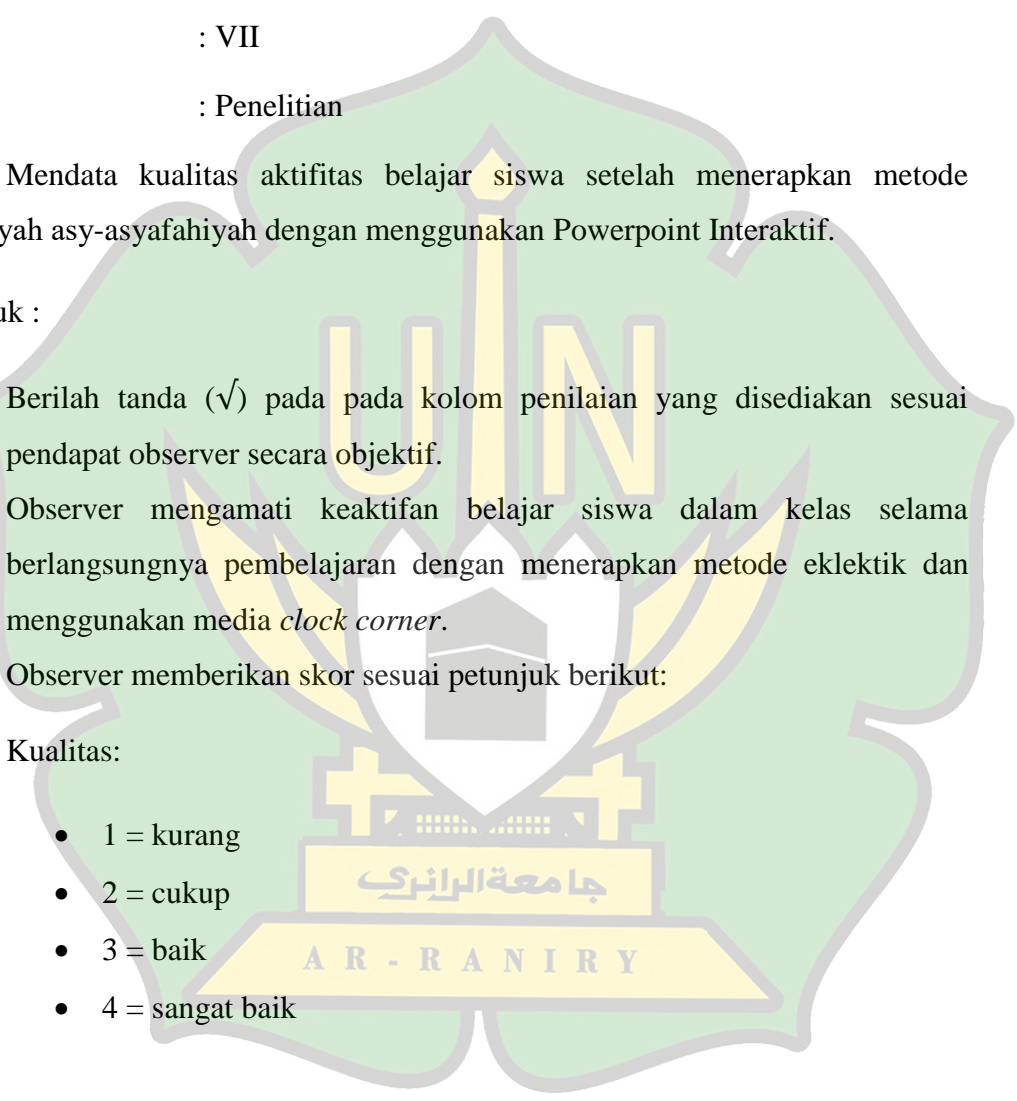 : VII
: Penelitian
Mendata kualitas aktifitas belajar siswa setelah menerapkan metode
yah asy-asyafahiyah dengan menggunakan Powerpoint Interaktif.
uk :
Berilah tanda (√) pada pada kolom penilaian yang disediakan sesuai
pendapat observer secara objektif.
Observer mengamati keaktifan belajar siswa dalam kelas selama
berlangsungnya pembelajaran dengan menerapkan metode eklektik dan
menggunakan media clock corner.
Observer memberikan skor sesuai petunjuk berikut:
Kualitas:
• 1 = kurang
• 2 = cukup
• 3 = baik
• 4 = sangat baik
UIN
جامعة الرانري
AR-RANIRY